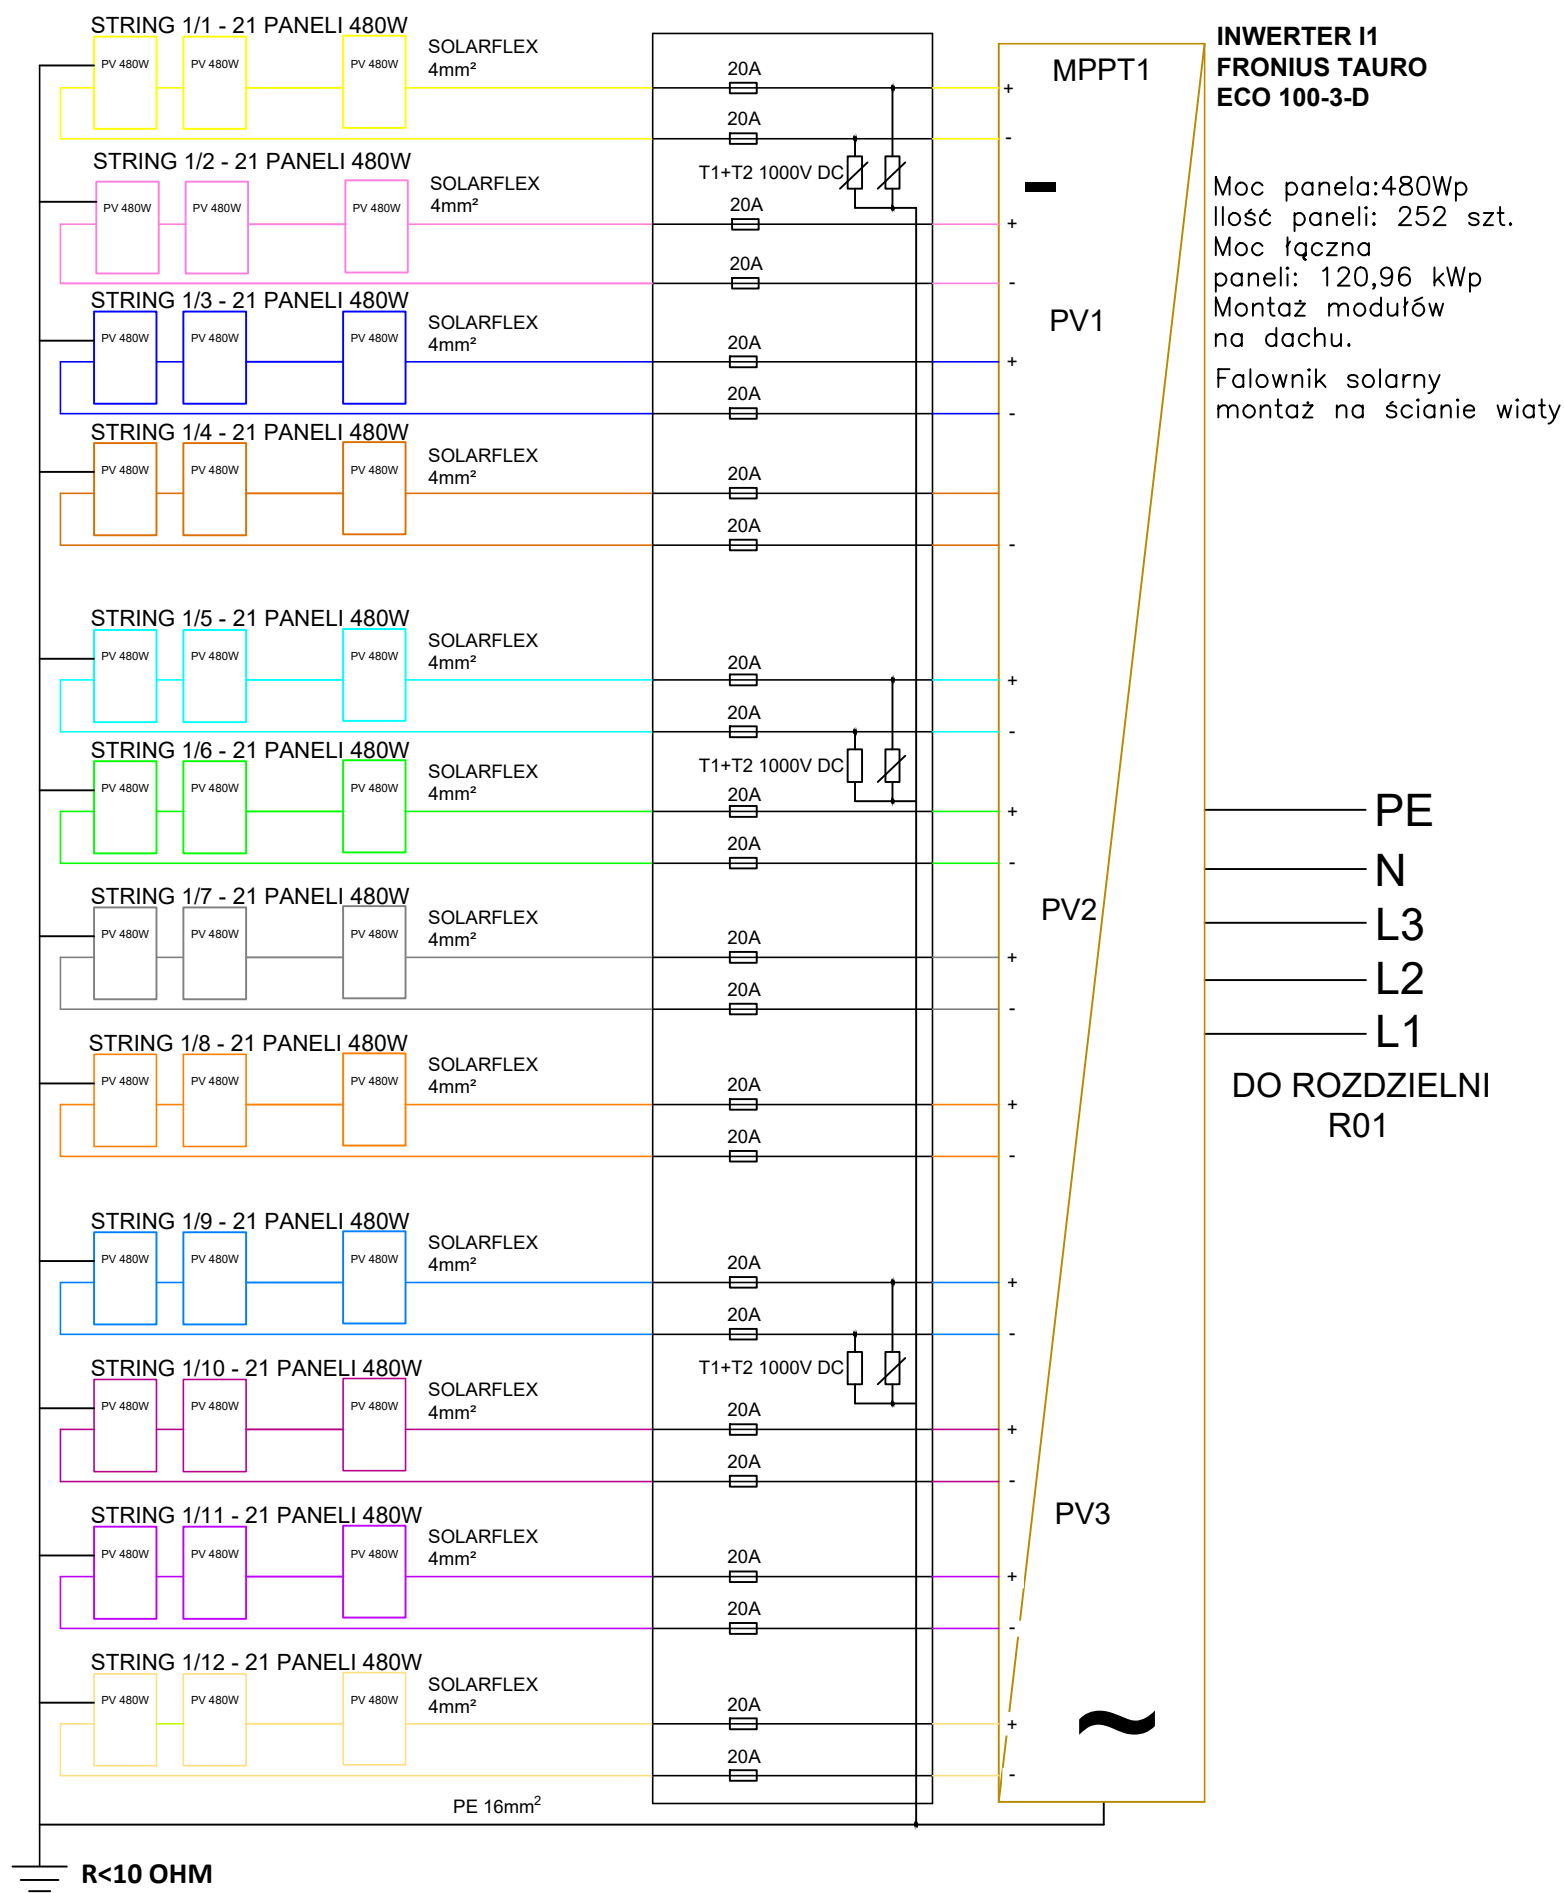 STRING 1/1 - 21 PANELI 480W
PV 480W PV 480W PV 480W
SOLARFLEX
4mm²
20A
20A
T1+T2 1000V DC
STRING 1/2 - 21 PANELI 480W
PV 480W PV 480W PV 480W
SOLARFLEX
4mm²
20A
20A
STRING 1/3 - 21 PANELI 480W
PV 480W PV 480W PV 480W
SOLARFLEX
4mm²
20A
20A
STRING 1/4 - 21 PANELI 480W
PV 480W PV 480W PV 480W
SOLARFLEX
4mm²
20A
20A
STRING 1/5 - 21 PANELI 480W
PV 480W PV 480W PV 480W
SOLARFLEX
4mm²
20A
20A
T1+T2 1000V DC
STRING 1/6 - 21 PANELI 480W
PV 480W PV 480W PV 480W
SOLARFLEX
4mm²
20A
20A
STRING 1/7 - 21 PANELI 480W
PV 480W PV 480W PV 480W
SOLARFLEX
4mm²
20A
20A
STRING 1/8 - 21 PANELI 480W
PV 480W PV 480W PV 480W
SOLARFLEX
4mm²
20A
20A
STRING 1/9 - 21 PANELI 480W
PV 480W PV 480W PV 480W
SOLARFLEX
4mm²
20A
20A
T1+T2 1000V DC
STRING 1/10 - 21 PANELI 480W
PV 480W PV 480W PV 480W
SOLARFLEX
4mm²
20A
20A
STRING 1/11 - 21 PANELI 480W
PV 480W PV 480W PV 480W
SOLARFLEX
4mm²
20A
20A
STRING 1/12 - 21 PANELI 480W
PV 480W PV 480W PV 480W
SOLARFLEX
4mm²
20A
20A
PE 16mm²
R<10 OHM
MPPT1
+
-
-
+
-
PV1
+
-
-
+
-
+
-
PV2
+
-
+
-
+
-
+
-
PV3
+
-
~
+
-
INWERTER I1
FRONIUS TAURO
ECO 100-3-D
Moc panela:480Wp
Ilość paneli: 252 szt.
Moc łączna
paneli: 120,96 kWp
Montaż modułów
na dachu.
Falownik solarny
montaż na ścianie wiaty
PE
N
L3
L2
L1
DO ROZDZIELNI
R01